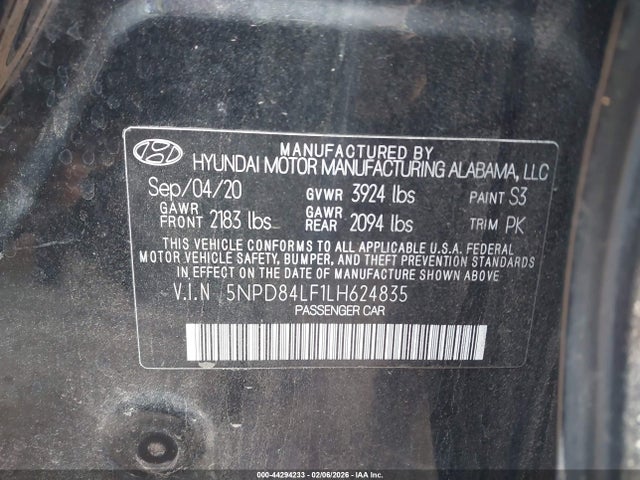 MANUFACTURED BY
HYUNDAI MOTOR MANUFACTURING ALABAMA, LLC
Sep/04/20 GVWR 3924 lbs PAINT S3
GAWR FRONT 2183 lbs GAWR REAR 2094 lbs TRIM PK
THIS VEHICLE CONFORMS TO ALL APPLICABLE U.S.A. FEDERAL
MOTOR VEHICLE SAFETY, BUMPER, AND THEFT PREVENTION STANDARDS
IN EFFECT ON THE DATE OF MANUFACTURE SHOWN ABOVE.
V.I.N 5NPD84LF1LH624835
PASSENGER CAR
000-44294233 - 02/06/2026 - IAA Inc.